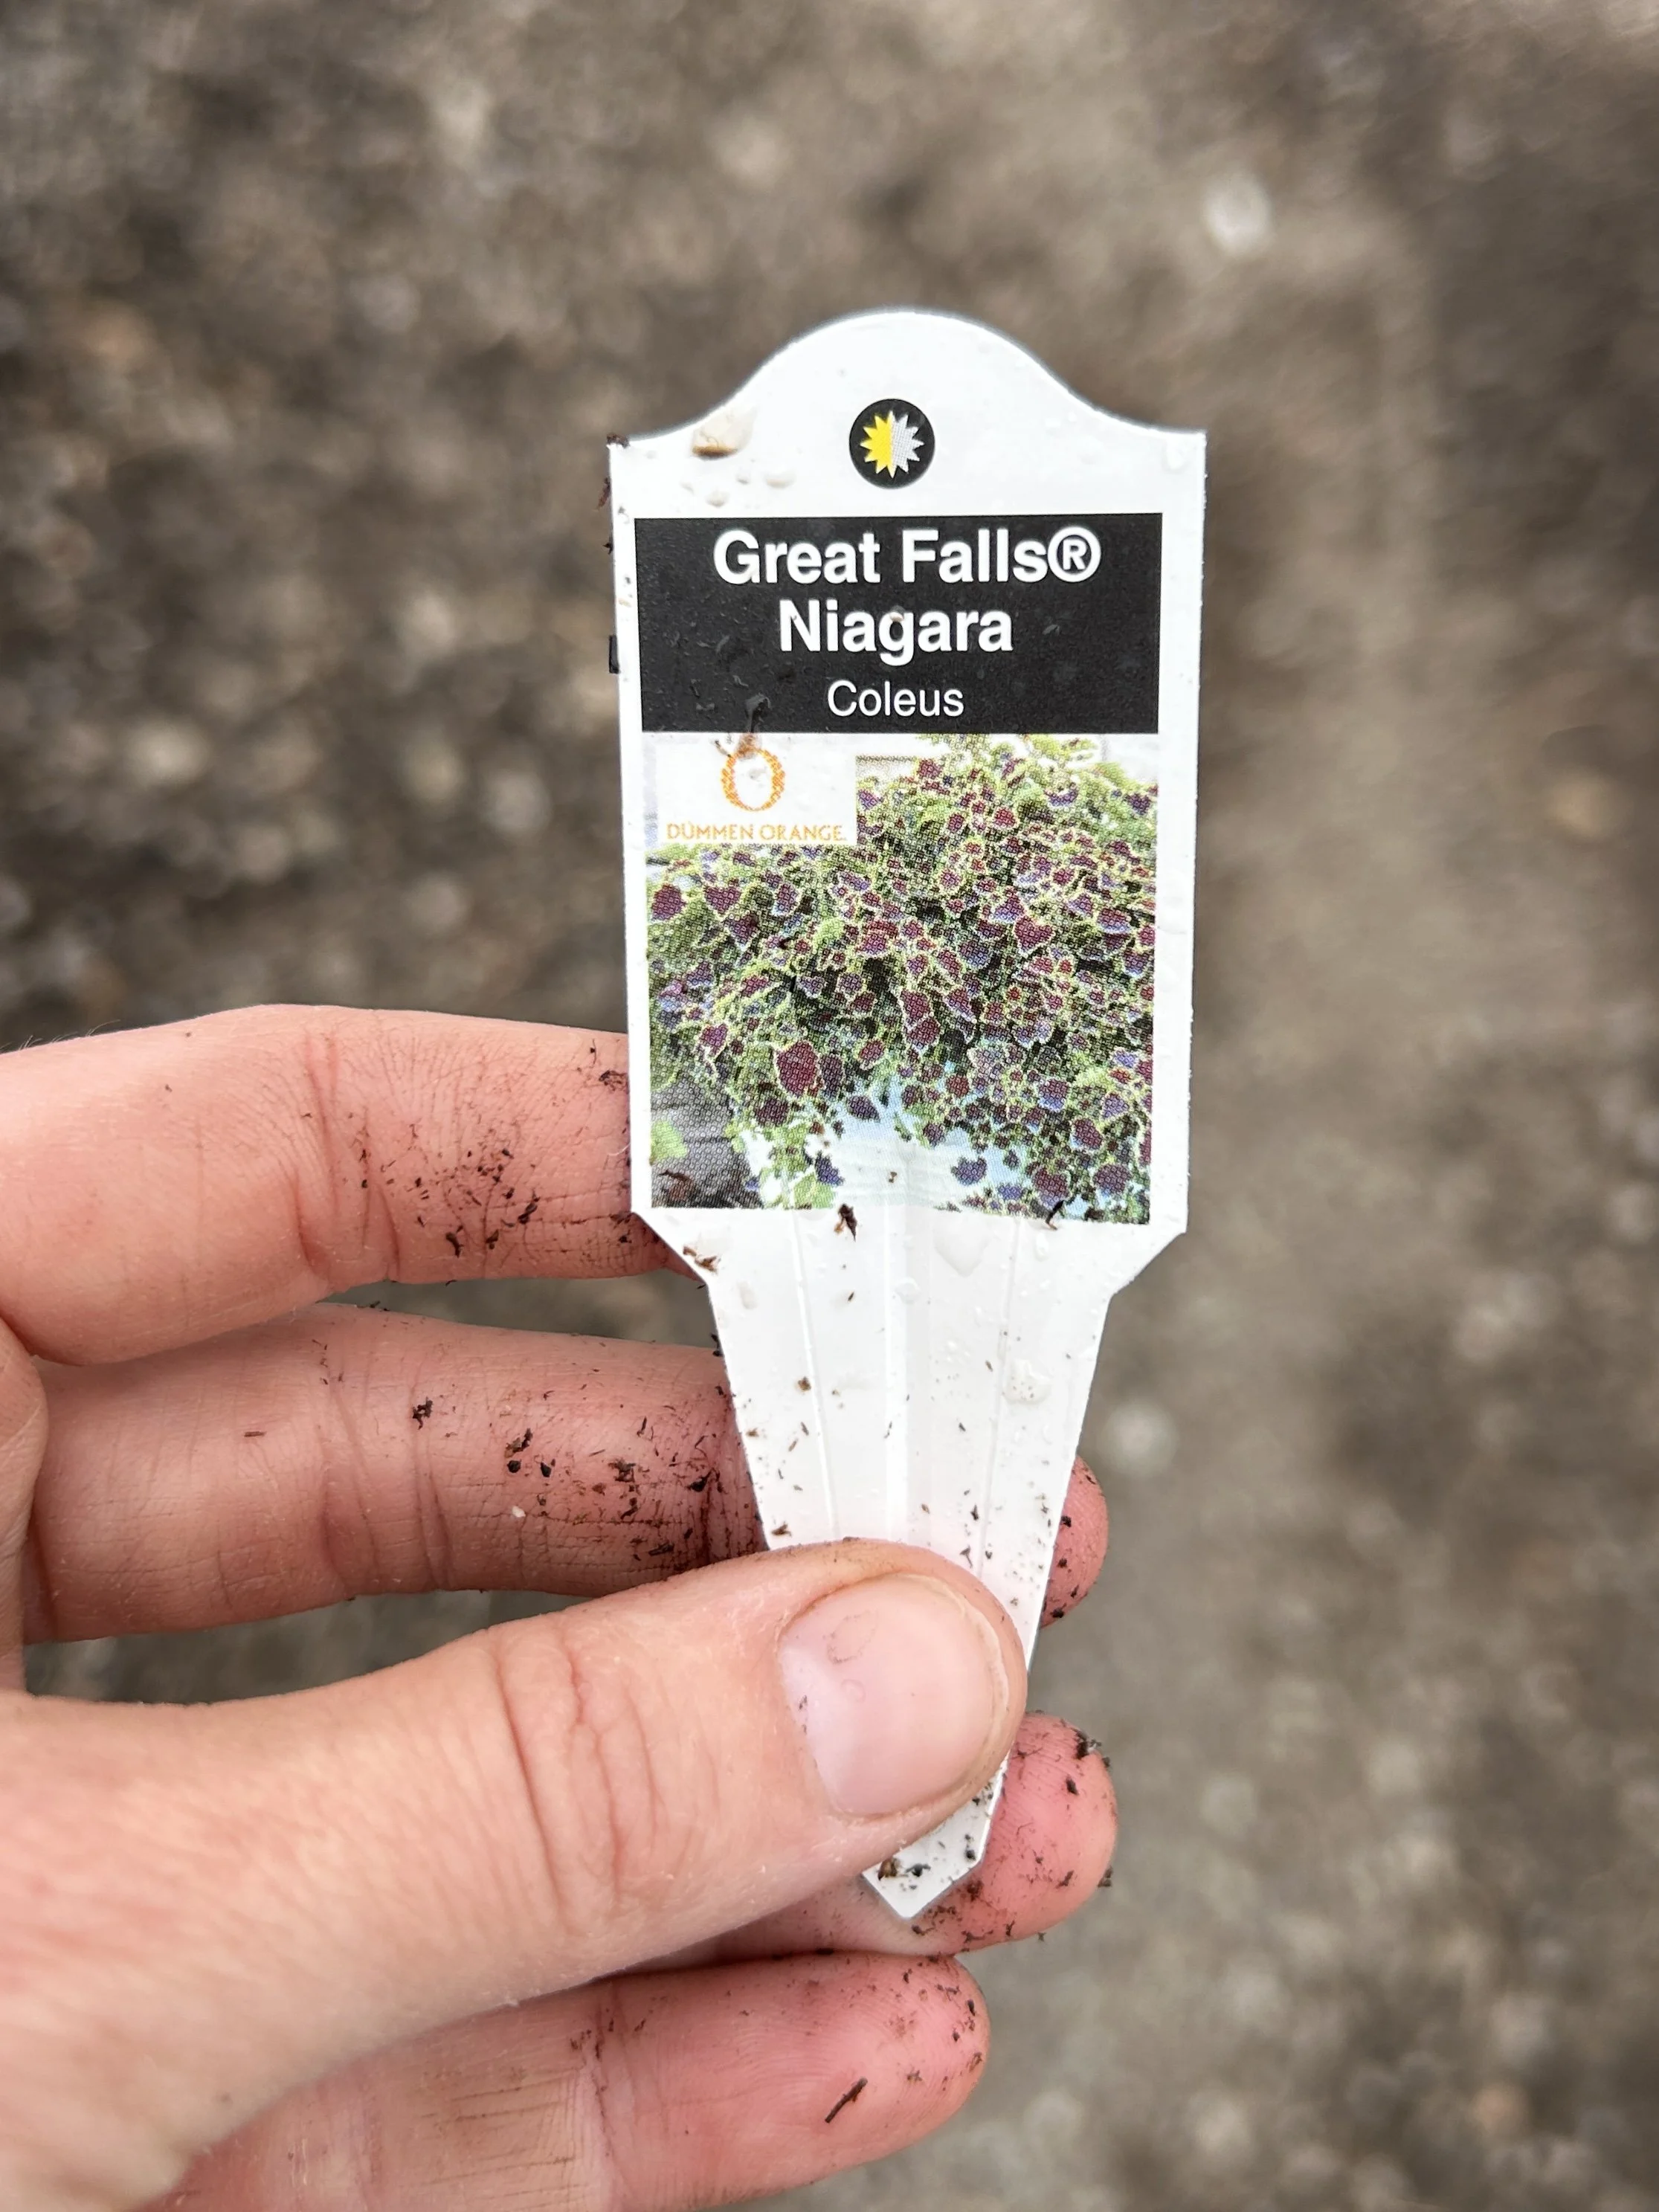 Great Falls®
Niagara
Coleus
DÜMMEN ORANGE.